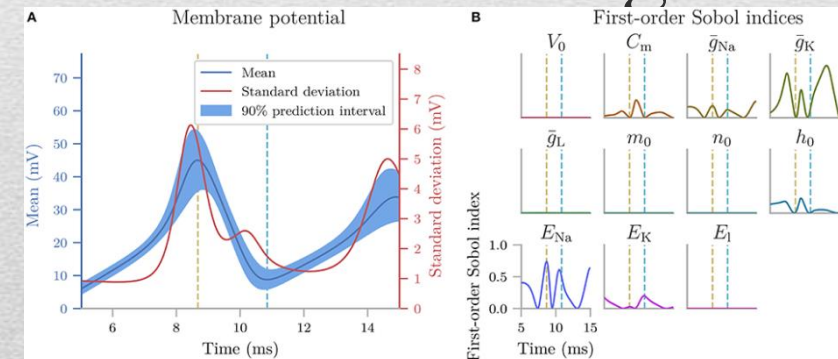 A
Membrane potential
Mean
Standard deviation
90% prediction interval
Mean (mV)
70
60
50
40
30
20
10
0
8
7
6
5
4
3
2
1
0
Standard deviation (mV)
6
8
10
12
14
Time (ms)
B
First-order Sobol indices
V₀
Cₘ
ḡNa
ḡK
ḡL
m₀
n₀
h₀
ENa
EK
El
First-order Sobol index
1.0
0.5
0.0
5
10
15
Time (ms)